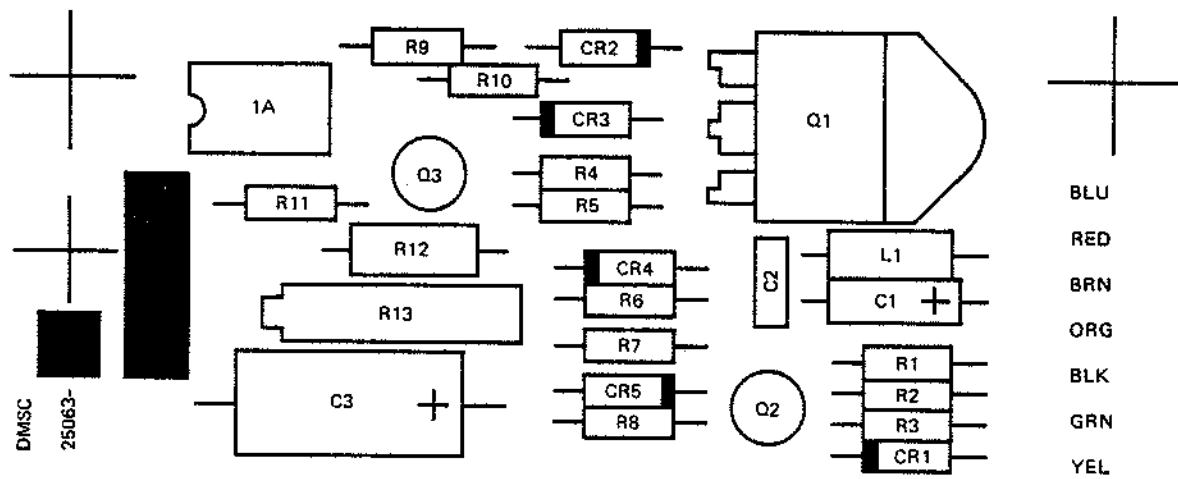 R9
CR2
R10
1A
CR3
Q1
Q3
R4
R5
R11
BLU
R12
RED
L1
CR4
C2
BRN
R6
C1
R13
ORG
R7
R1
BLK
CR5
R2
C3
Q2
R8
R3
GRN
CR1
YEL
DMSC
25063-